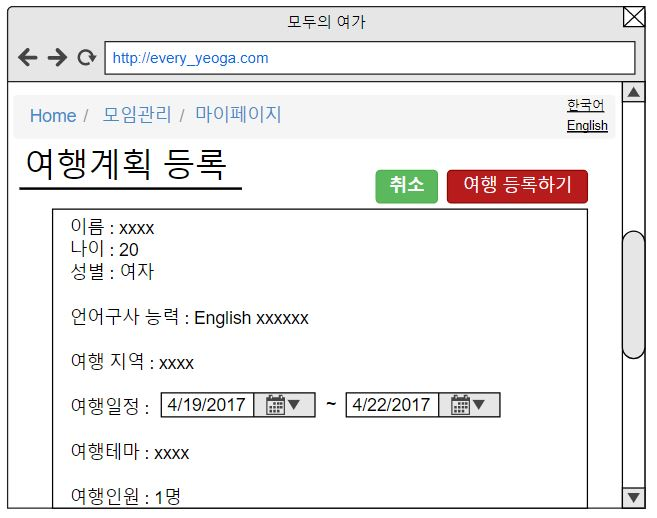 모두의 여가
http://every_yeoga.com
Home / 모임관리 / 마이페이지
한국어
English
여행계획 등록
취소 여행 등록하기
이름 : xxxx
나이 : 20
성별 : 여자
언어구사 능력 : English xxxxxx
여행 지역 : xxxx
여행일정 : 4/19/2017 ~ 4/22/2017
여행테마 : xxxx
여행인원 : 1명